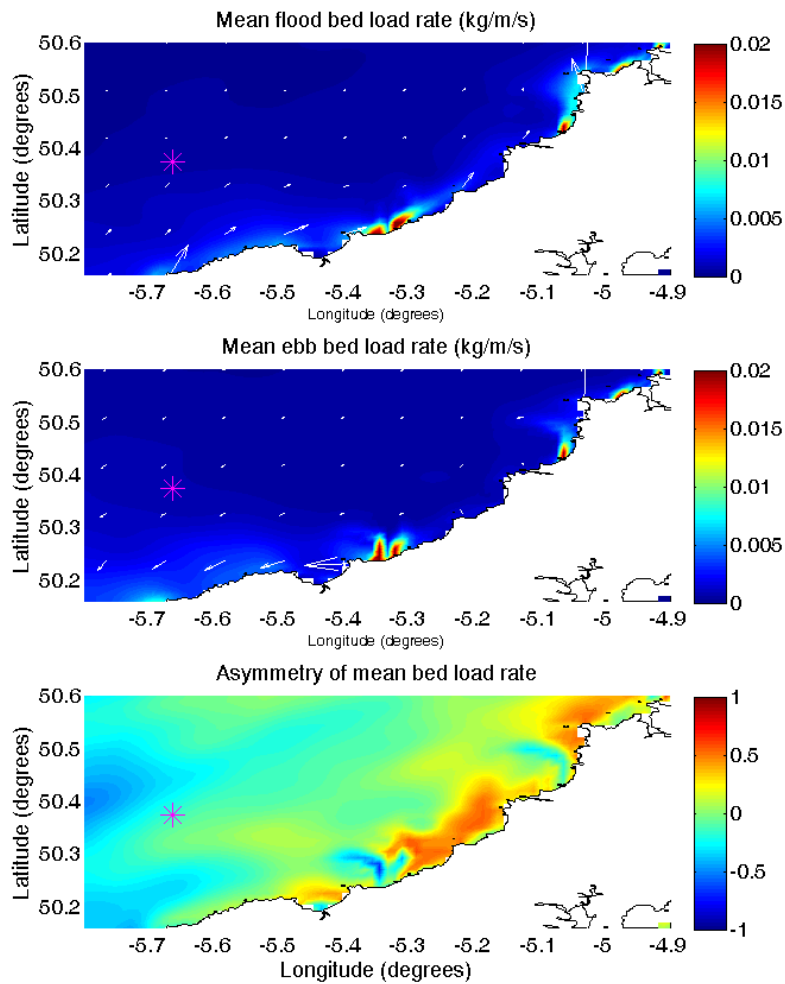 Mean flood bed load rate (kg/m/s)
50.6
50.5
50.4
50.3
50.2
Latitude (degrees)
-5.7 -5.6 -5.5 -5.4 -5.3 -5.2 -5.1 -5 -4.9
Longitude (degrees)
0.02
0.015
0.01
0.005
0
Mean ebb bed load rate (kg/m/s)
50.6
50.5
50.4
50.3
50.2
Latitude (degrees)
-5.7 -5.6 -5.5 -5.4 -5.3 -5.2 -5.1 -5 -4.9
Longitude (degrees)
0.02
0.015
0.01
0.005
0
Asymmetry of mean bed load rate
50.6
50.5
50.4
50.3
50.2
Latitude (degrees)
-5.7 -5.6 -5.5 -5.4 -5.3 -5.2 -5.1 -5 -4.9
Longitude (degrees)
1
0.5
0
-0.5
-1